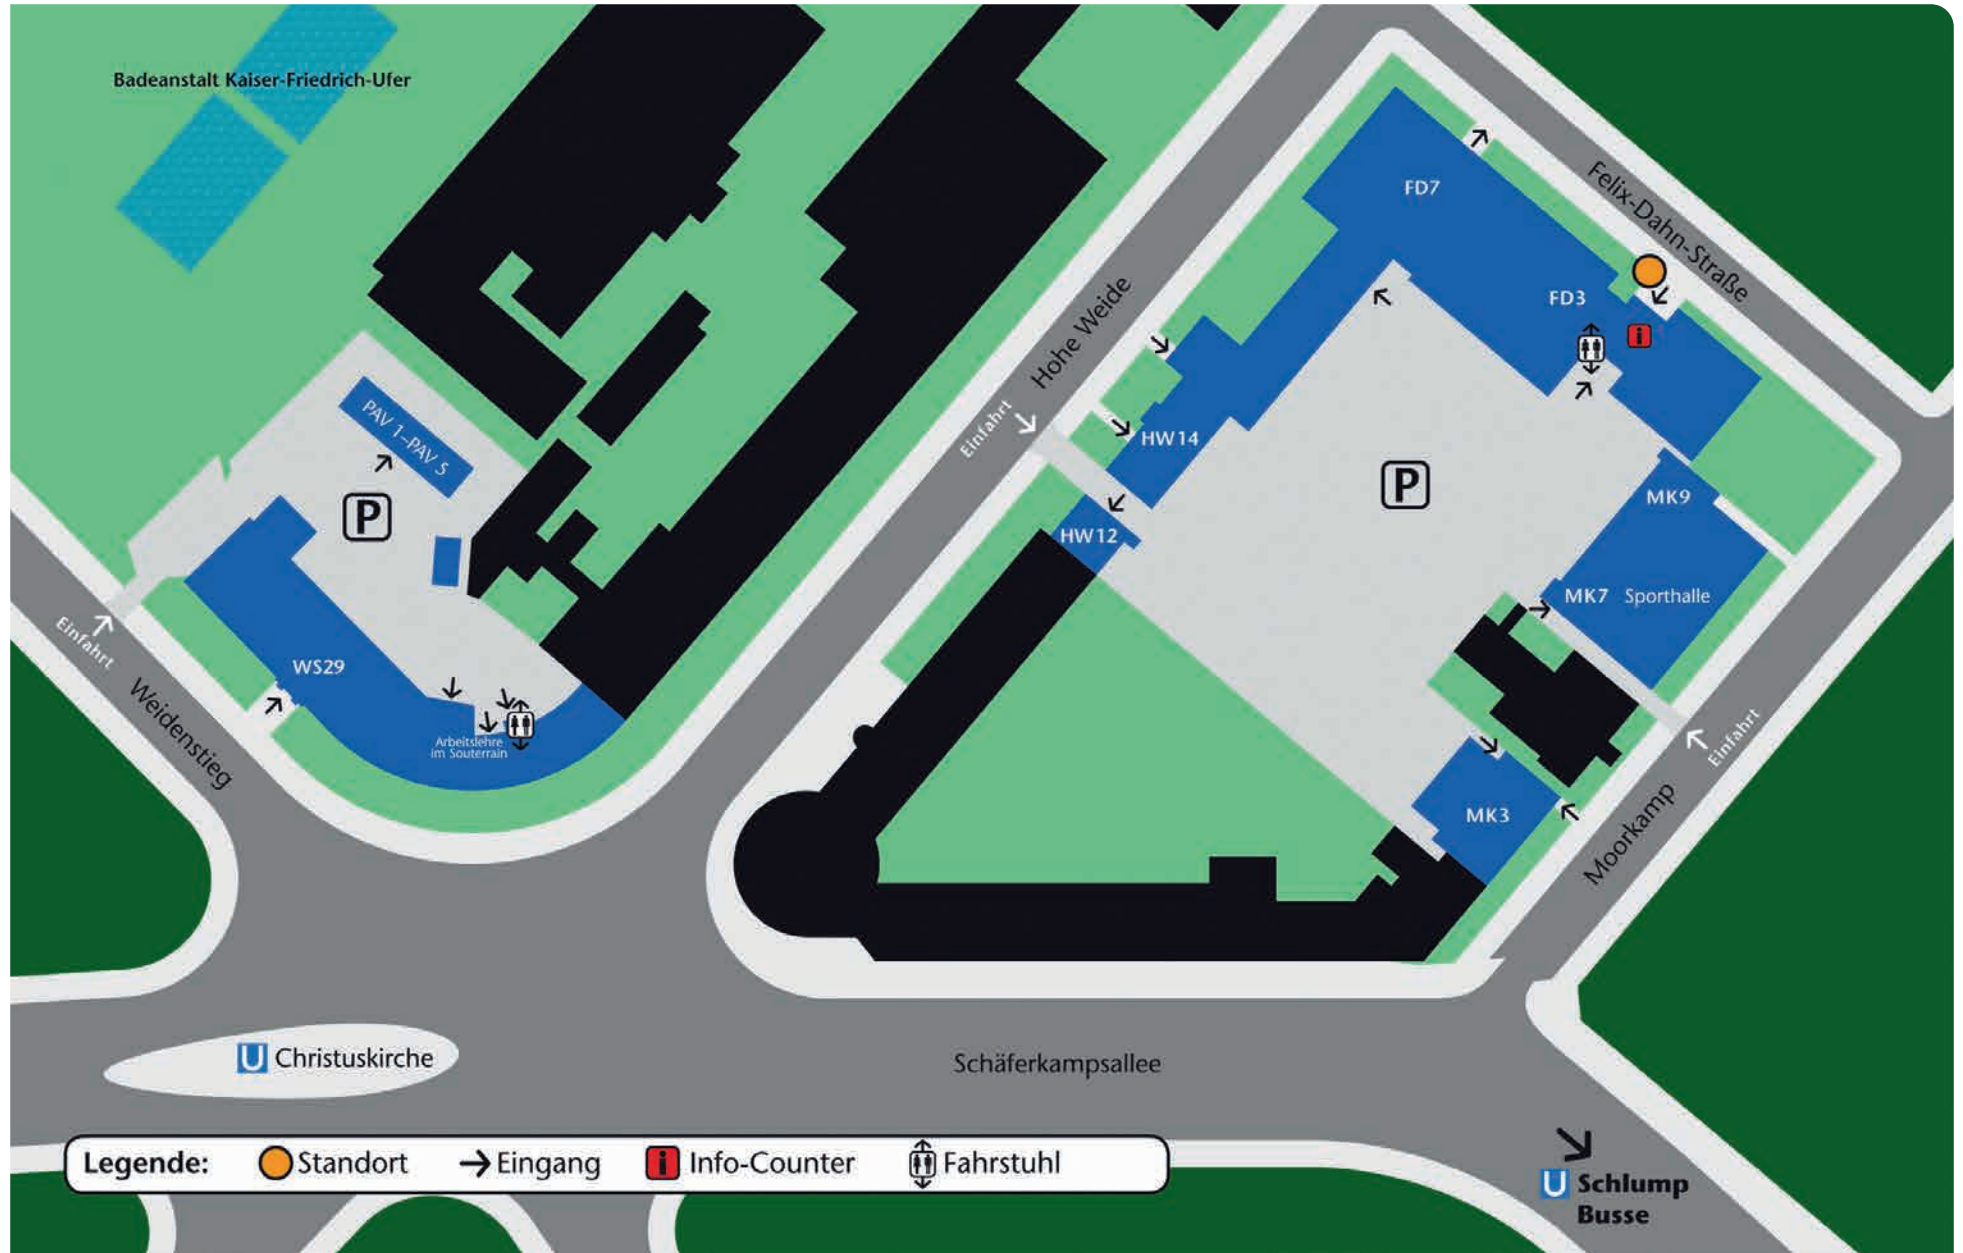 Badeanstalt Kaiser-Friedrich-Ufer
Felix-Dahn-Straße
FD7
FD3
i
Hohe Weide
Einfahrt
HW14
HW12
P
MK9
MK7 Sporthalle
MK3
Einfahrt
Moorkamp
PAV 1–PAV 5
P
WS29
Arbeitslehre
im Souterrain
Einfahrt
Weidenstieg
U Christuskirche
Schäferkampsallee
Legende: Standort Eingang i Info-Counter Fahrstuhl
U Schlump
Busse